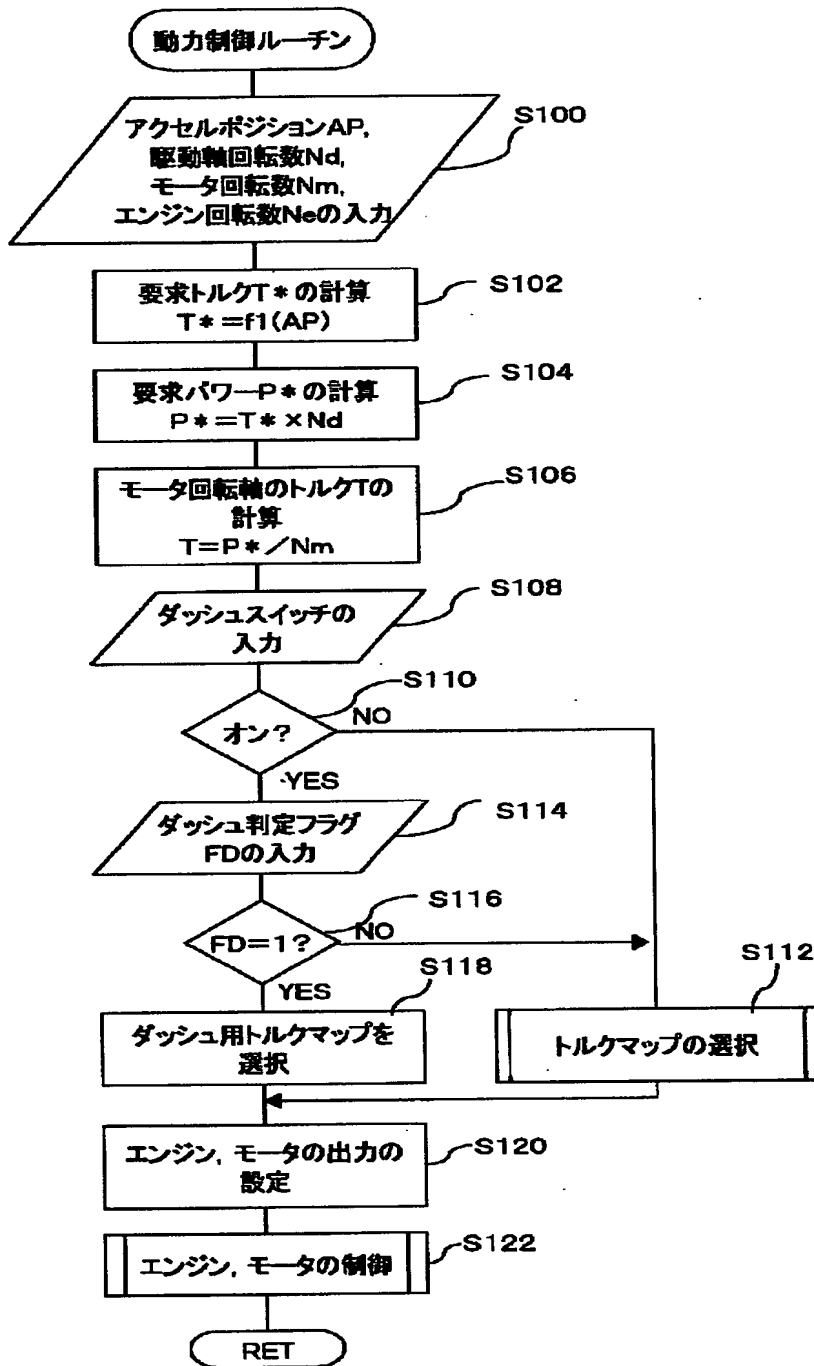 動力制御ルーチン
アクセルポジションAP,
駆動軸回転数Nd,
モータ回転数Nm,
エンジン回転数Neの入力
S100
要求トルクT*の計算
T*=f1(AP)
S102
要求パワーP*の計算
P*=T*×Nd
S104
モータ回転軸のトルクTの
計算
T=P*/Nm
S106
ダッシュスイッチの
入力
S108
オン?
S110
NO
YES
ダッシュ判定フラグ
FDの入力
S114
FD=1?
S116
NO
YES
ダッシュ用トルクマップを
選択
S118
トルクマップの選択
S112
エンジン,モータの出力の
設定
S120
エンジン,モータの制御
S122
RET